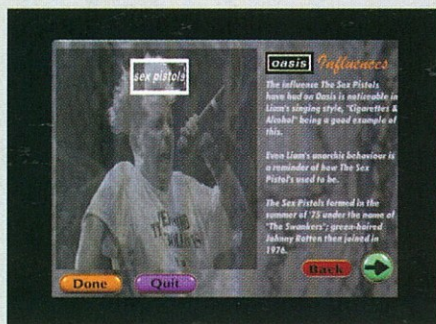 sex pistols
oasis Influences
The influence The Sex Pistols
have had on Oasis is noticeable in
Liam's singing style, "Cigarettes &
Alcohol" being a good example of
this.
Even Liam's anarchic behaviour is
a reminder of how The Sex
Pistol's used to be.
The Sex Pistols formed in the
summer of '75 under the name of
"The Swankers"; green-haired
Johnny Rotten then joined in
1976.
Back
Done Quit